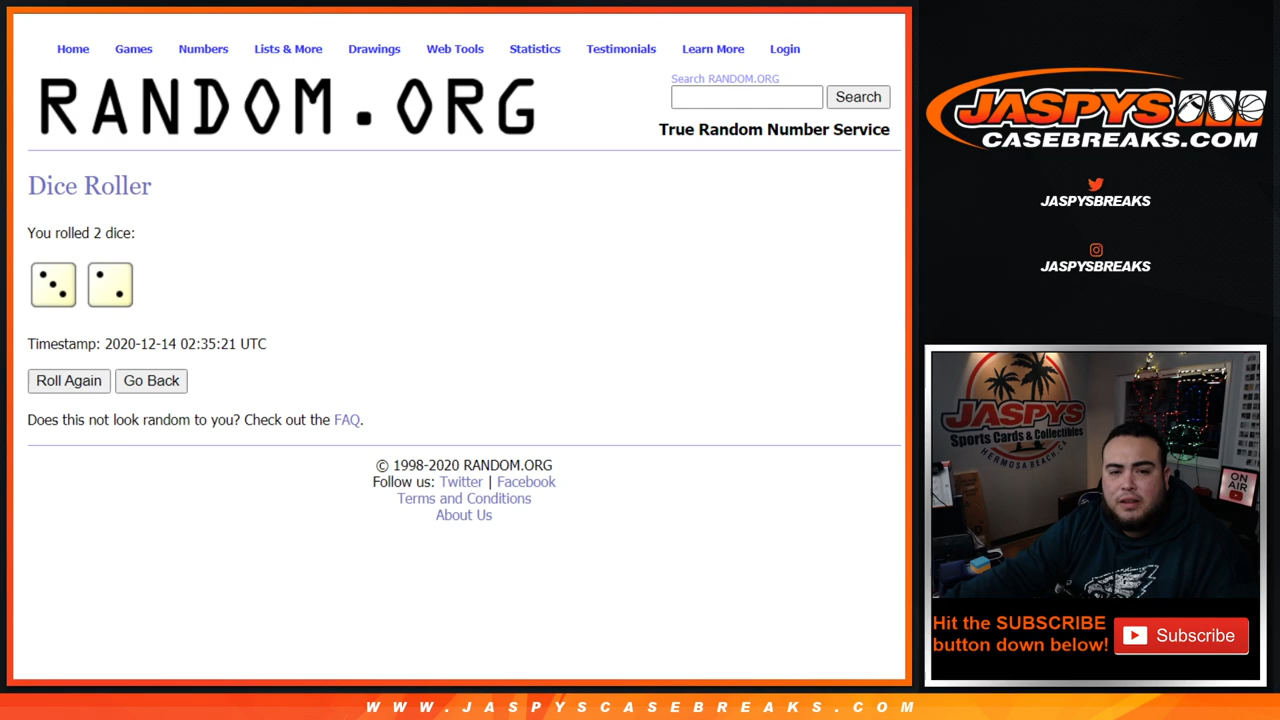 Home Games Numbers Lists & More Drawings Web Tools Statistics Testimonials Learn More Login
RANDOM.ORG
Search RANDOM.ORG
Search
True Random Number Service
Dice Roller
You rolled 2 dice:
Timestamp: 2020-12-14 02:35:21 UTC
Roll Again Go Back
Does this not look random to you? Check out the FAQ.
© 1998-2020 RANDOM.ORG
Follow us: Twitter | Facebook
Terms and Conditions
About Us
JASPYS
CASEBREAKS.COM
JASPYSBREAKS
JASPYSBREAKS
JASPYS
Sports Cards & Collectibles
HERMOSA BEACH, CA
ON
AIR
Hit the SUBSCRIBE
button down below!
Subscribe
WWW.JASPYSCASEBREAKS.COM